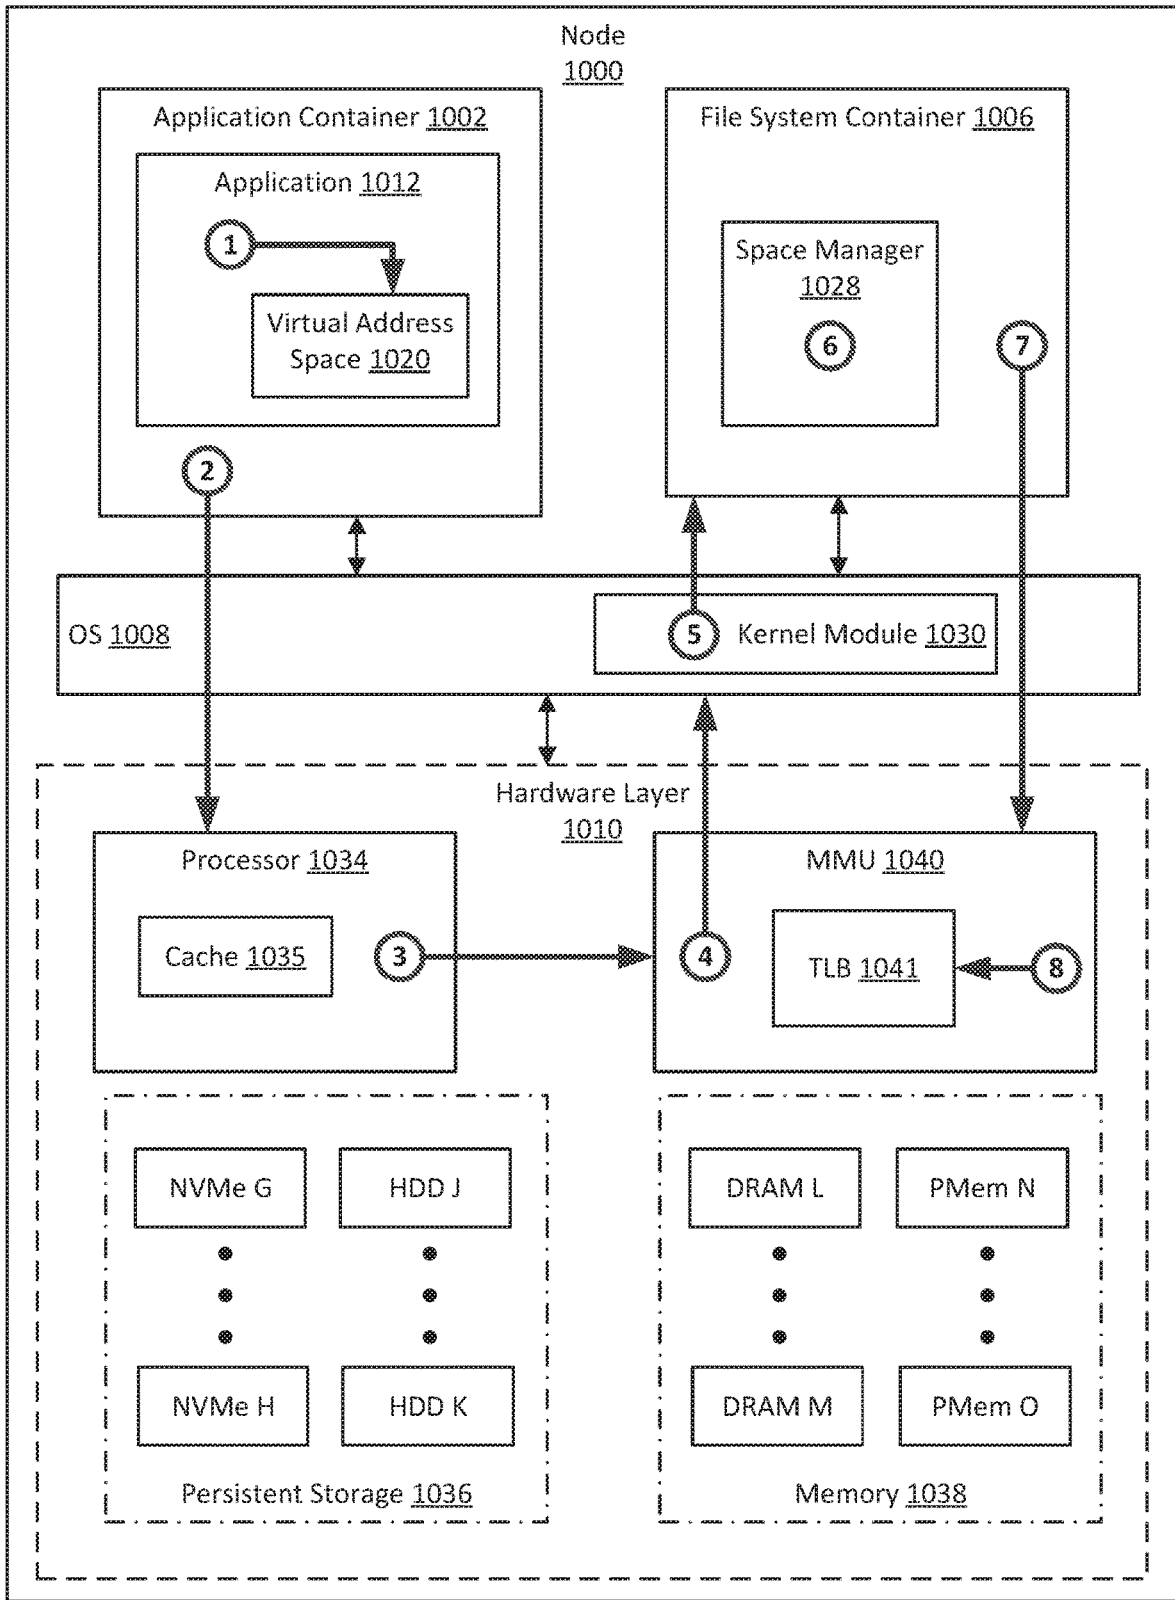 Node
1000
Application Container 1002
File System Container 1006
Application 1012
1
Virtual Address
Space 1020
Space Manager
1028
6
7
2
OS 1008
5
Kernel Module 1030
Hardware Layer
1010
Processor 1034
Cache 1035
3
MMU 1040
4
TLB 1041
8
NVMe G
HDD J
NVMe H
HDD K
Persistent Storage 1036
DRAM L
PMem N
DRAM M
PMem O
Memory 1038